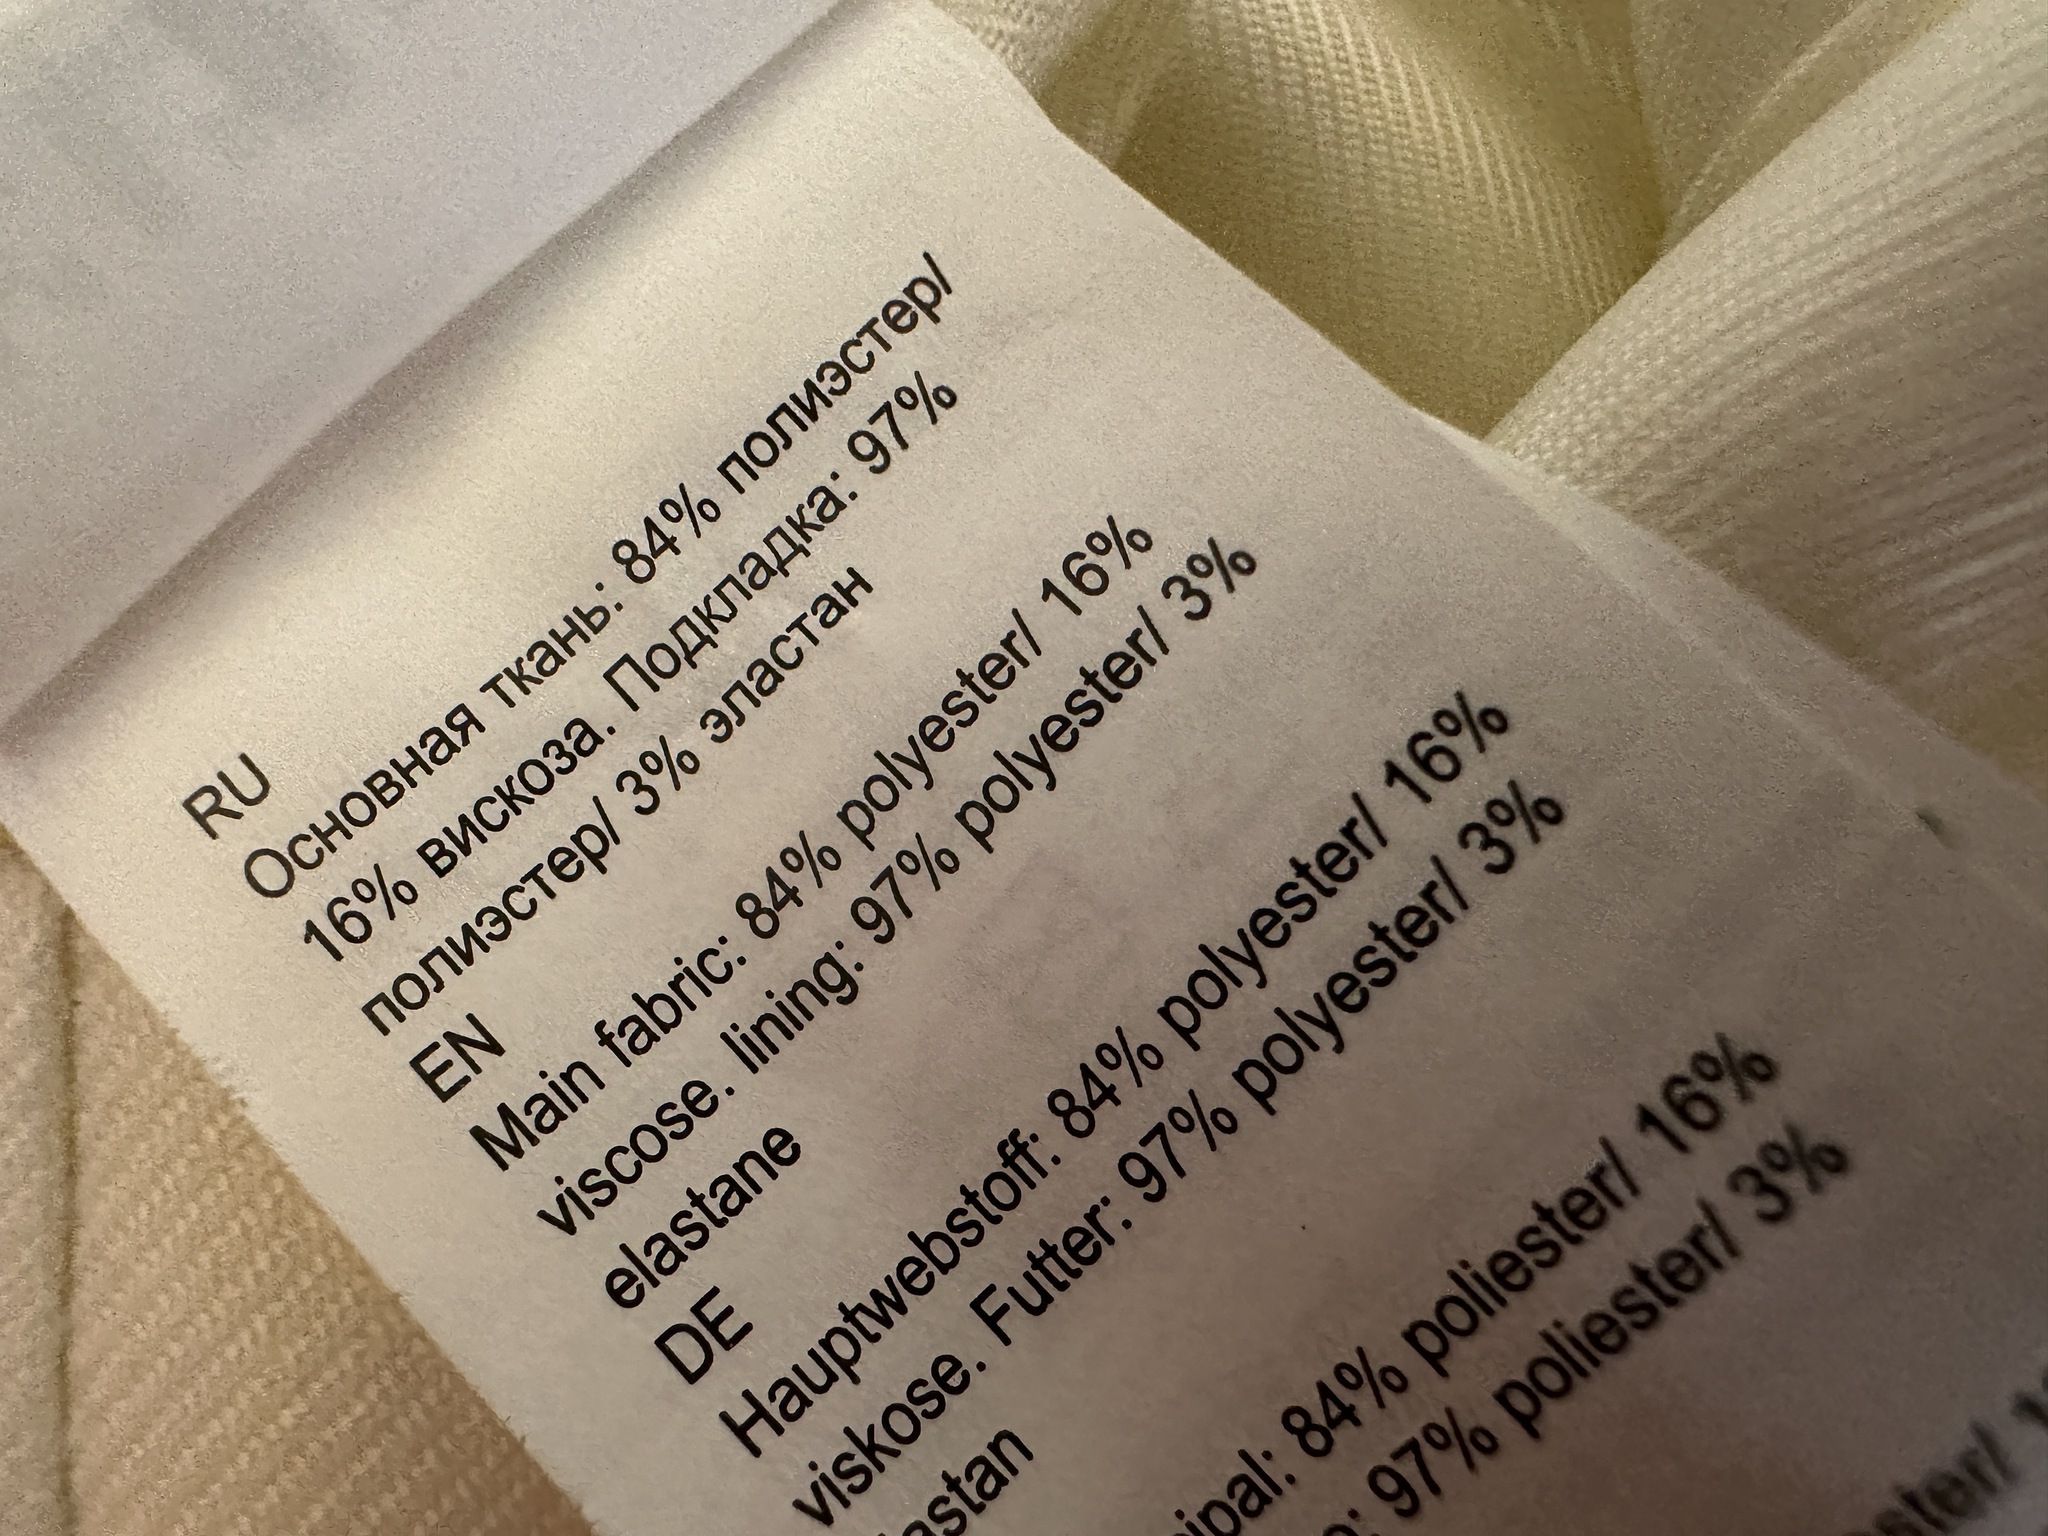 RU
Основная ткань: 84% полиэстер/
16% вискоза. Подкладка: 97%
полиэстер/ 3% эластан
EN
Main fabric: 84% polyester/ 16%
viscose. lining: 97% polyester/ 3%
elastane
DE
Hauptwebstoff: 84% polyester/ 16%
viskose. Futter: 97% polyester/ 3%
84% poliester/ 16%
97% poliester/ 3%